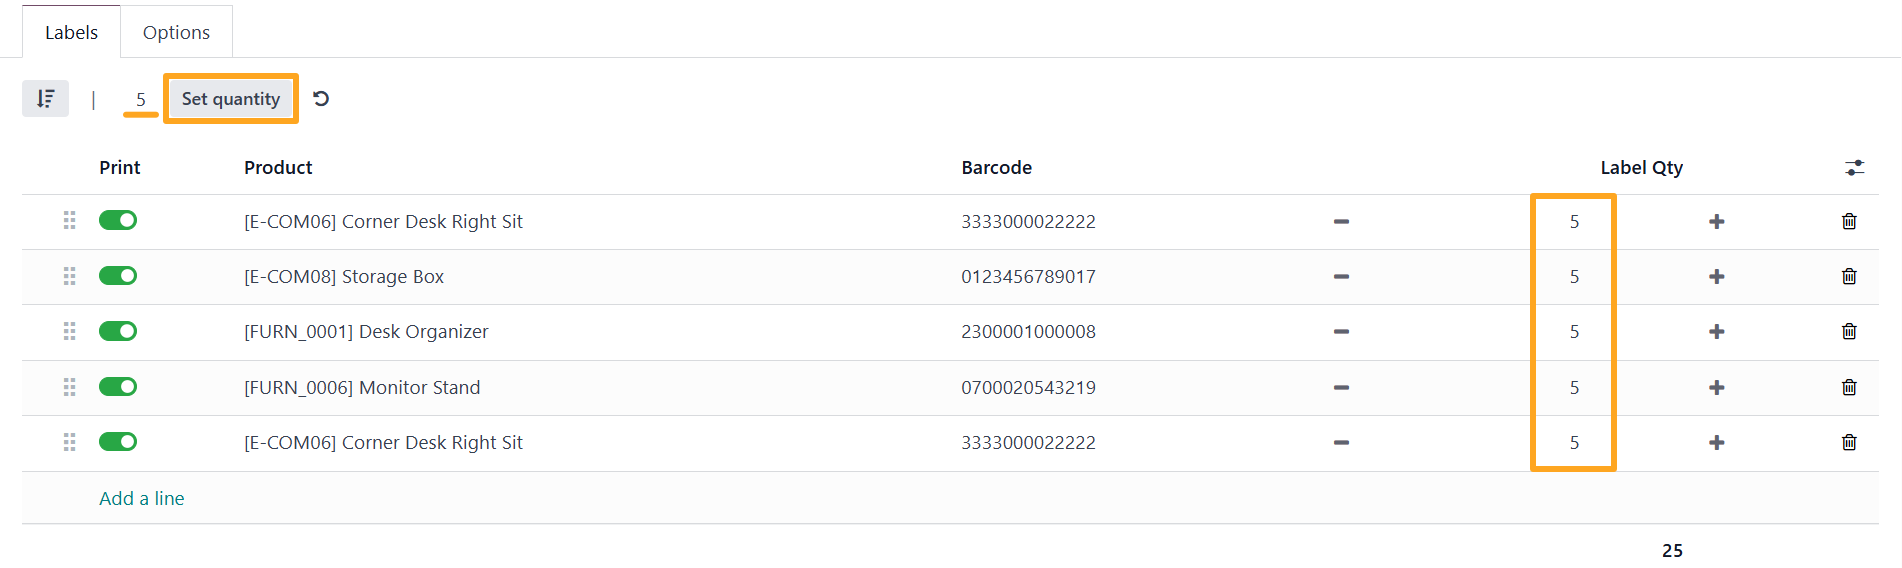 Labels Options
| 5 Set quantity
Print Product Barcode Label Qty
[E-COM06] Corner Desk Right Sit 3333000022222 5
[E-COM08] Storage Box 0123456789017 5
[FURN_0001] Desk Organizer 2300001000008 5
[FURN_0006] Monitor Stand 0700020543219 5
[E-COM06] Corner Desk Right Sit 3333000022222 5
Add a line
25